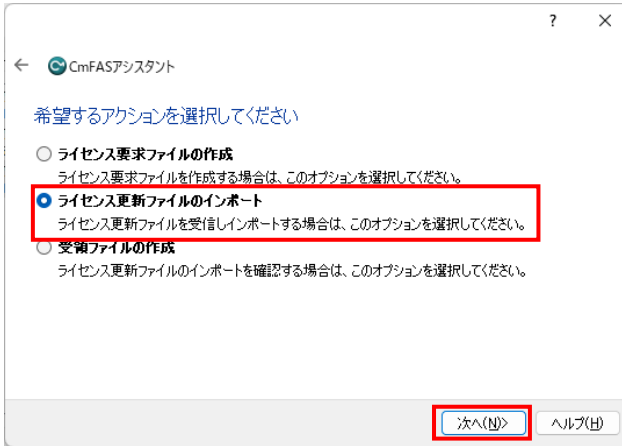 ?
CmFASアシスタント
希望するアクションを選択してください
ライセンス要求ファイルの作成
ライセンス要求ファイルを作成する場合は、このオプションを選択してください。
ライセンス更新ファイルのインポート
ライセンス更新ファイルを受信しインポートする場合は、このオプションを選択してください。
受領ファイルの作成
ライセンス更新ファイルのインポートを確認する場合は、このオプションを選択してください。
次へ(N)> ヘルプ(H)